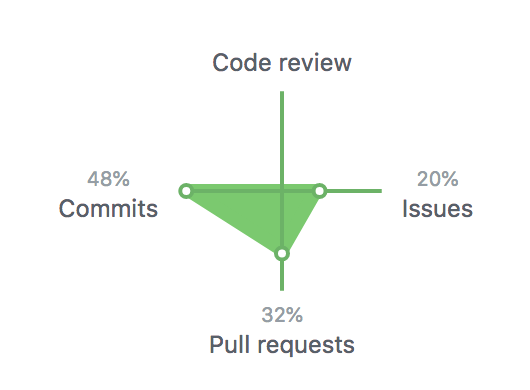 Code review
48%
Commits
20%
Issues
32%
Pull requests